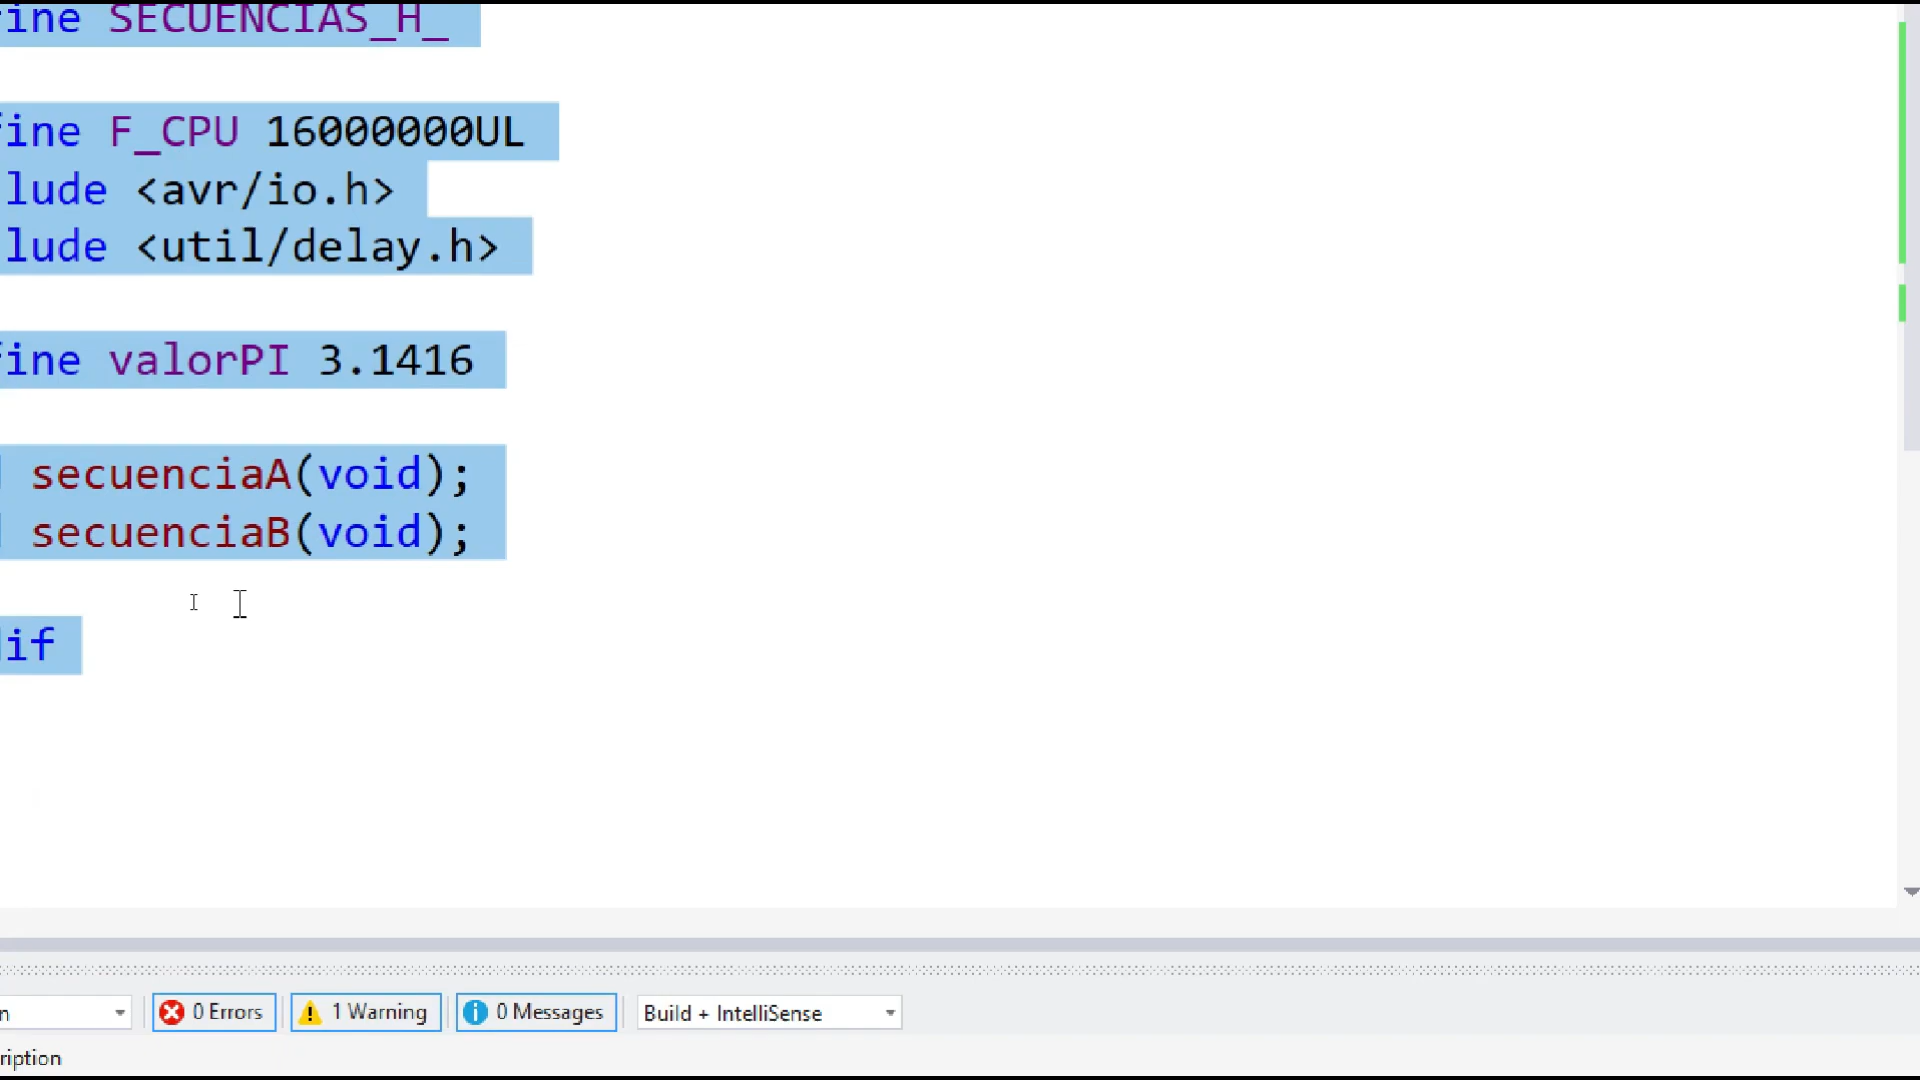 ine SECUENCIAS_H_
fine F_CPU 16000000UL
lude <avr/io.h>
lude <util/delay.h>
fine valorPI 3.1416
secuenciaA(void);
secuenciaB(void);
dif
n 0 Errors 1 Warning 0 Messages Build + IntelliSense
ription